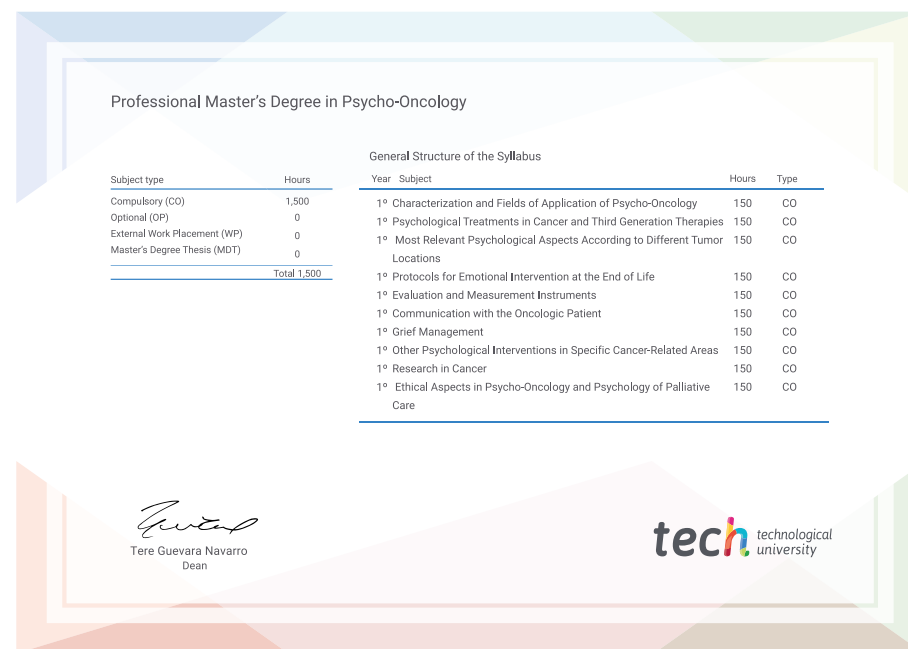 Professional Master's Degree in Psycho-Oncology
General Structure of the Syllabus
Subject type Hours
Compulsory (CO) 1,500
Optional (OP) 0
External Work Placement (WP) 0
Master's Degree Thesis (MDT) 0
Total 1,500
Year Subject Hours Type
1º Characterization and Fields of Application of Psycho-Oncology 150 CO
1º Psychological Treatments in Cancer and Third Generation Therapies 150 CO
1º Most Relevant Psychological Aspects According to Different Tumor 150 CO
Locations
1º Protocols for Emotional Intervention at the End of Life 150 CO
1º Evaluation and Measurement Instruments 150 CO
1º Communication with the Oncologic Patient 150 CO
1º Grief Management 150 CO
1º Other Psychological Interventions in Specific Cancer-Related Areas 150 CO
1º Research in Cancer 150 CO
1º Ethical Aspects in Psycho-Oncology and Psychology of Palliative 150 CO
Care
Tere Guevara Navarro
Dean
tech technological
university